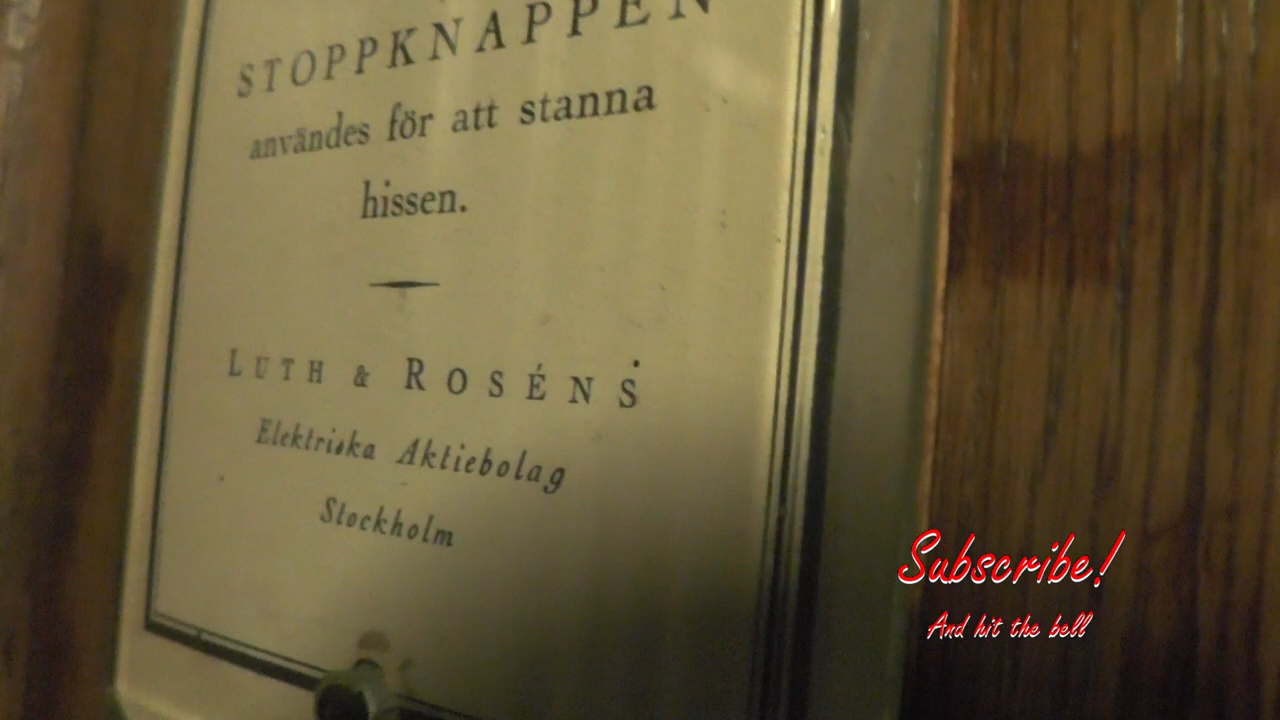 STOPPKNAPPEN
användes för att stanna
hissen.
LUTH & ROSÉNS
Elektriska Aktiebolag
Stockholm
Subscribe!
And hit the bell